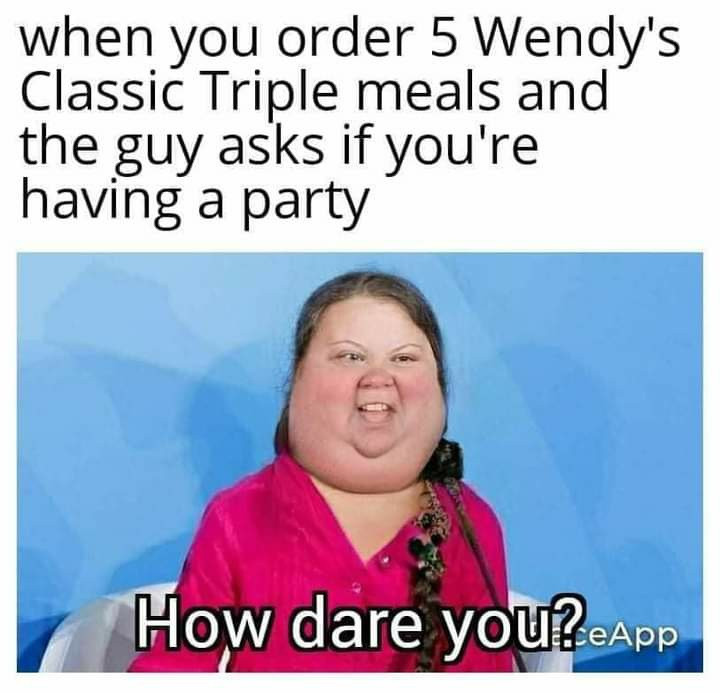 when you order 5 Wendy's
Classic Triple meals and
the guy asks if you're
having a party
How dare you?
ceApp